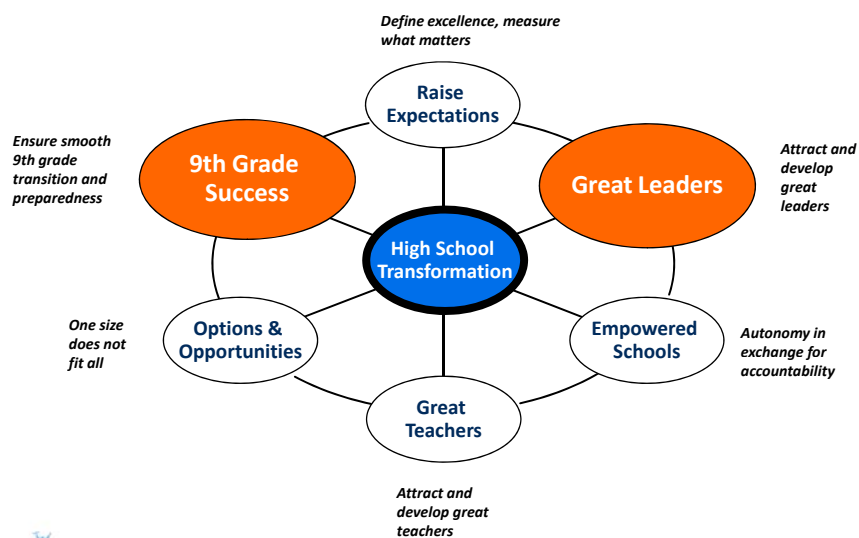 Define excellence, measure
what matters
Raise
Expectations
Ensure smooth
9th grade
transition and
preparedness
9th Grade
Success
Great Leaders
Attract and
develop
great
leaders
High School
Transformation
One size
does not
fit all
Options &
Opportunities
Empowered
Schools
Autonomy in
exchange for
accountability
Great
Teachers
Attract and
develop great
teachers